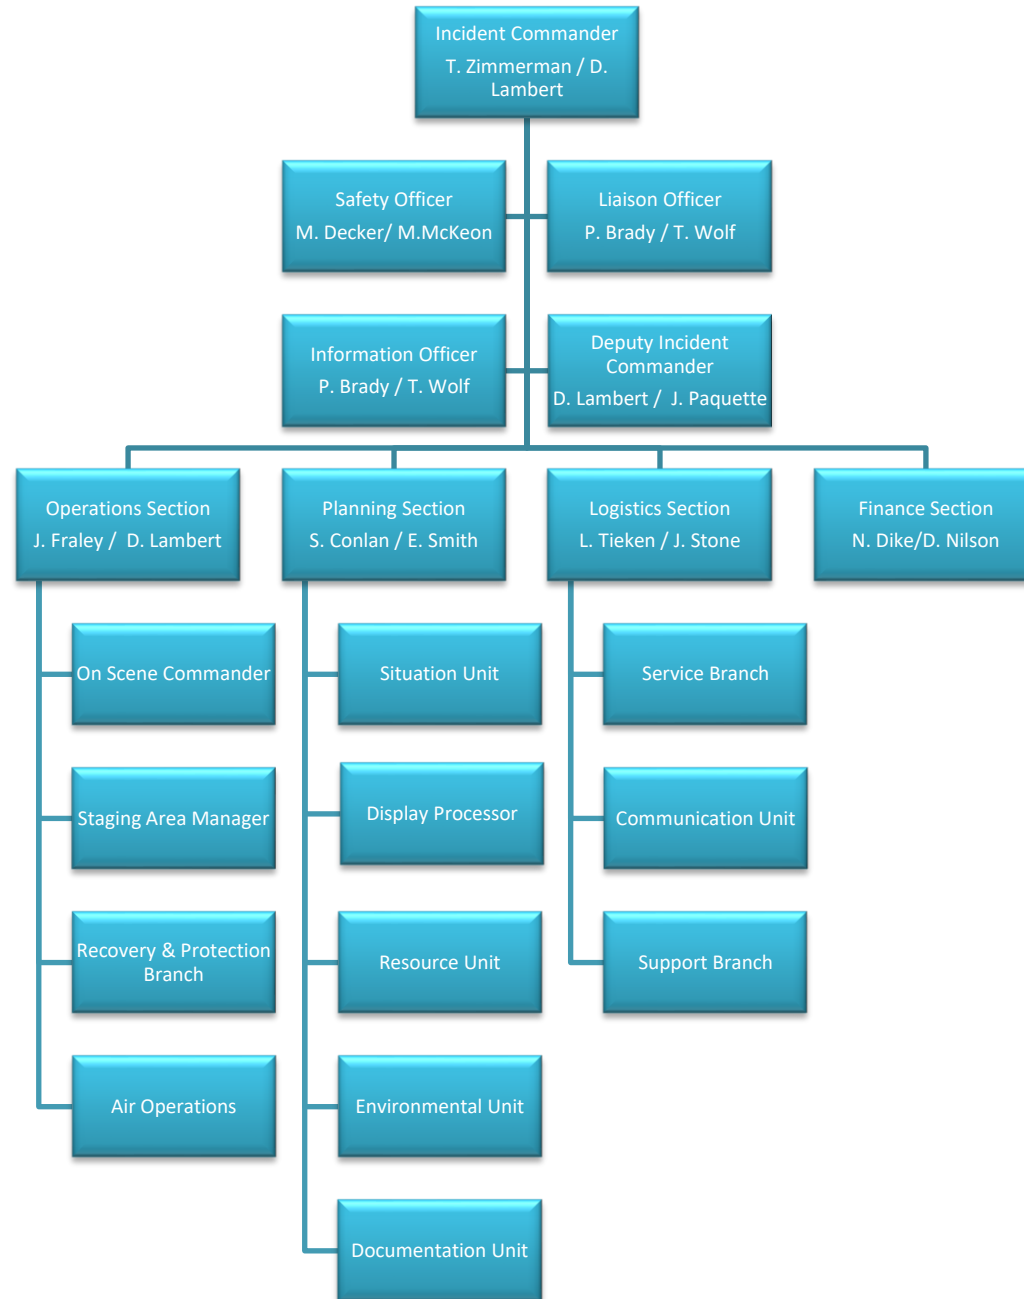 Incident Commander
T. Zimmerman / D.
Lambert
Safety Officer
M. Decker/ M.McKeon
Liaison Officer
P. Brady / T. Wolf
Information Officer
P. Brady / T. Wolf
Deputy Incident
Commander
D. Lambert / J. Paquette
Operations Section
J. Fraley / D. Lambert
Planning Section
S. Conlan / E. Smith
Logistics Section
L. Tieken / J. Stone
Finance Section
N. Dike/D. Nilson
On Scene Commander
Staging Area Manager
Recovery & Protection
Branch
Air Operations
Situation Unit
Display Processor
Resource Unit
Environmental Unit
Documentation Unit
Service Branch
Communication Unit
Support Branch